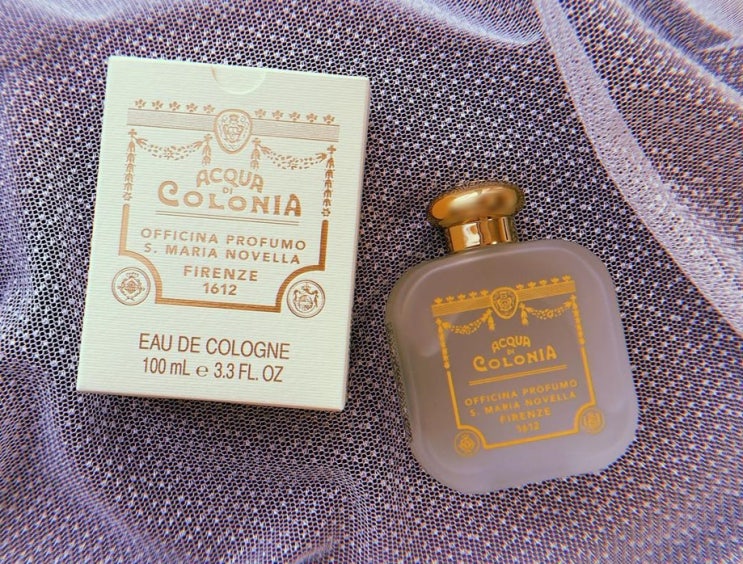 ACQUA
DI
COLONIA
OFFICINA PROFUMO
S. MARIA NOVELLA
FIRENZE
1612
EAU DE COLOGNE
100 mL e 3.3 FL. OZ
ACQUA
DI
COLONIA
OFFICINA PROFUMO
S. MARIA NOVELLA
FIRENZE
1612